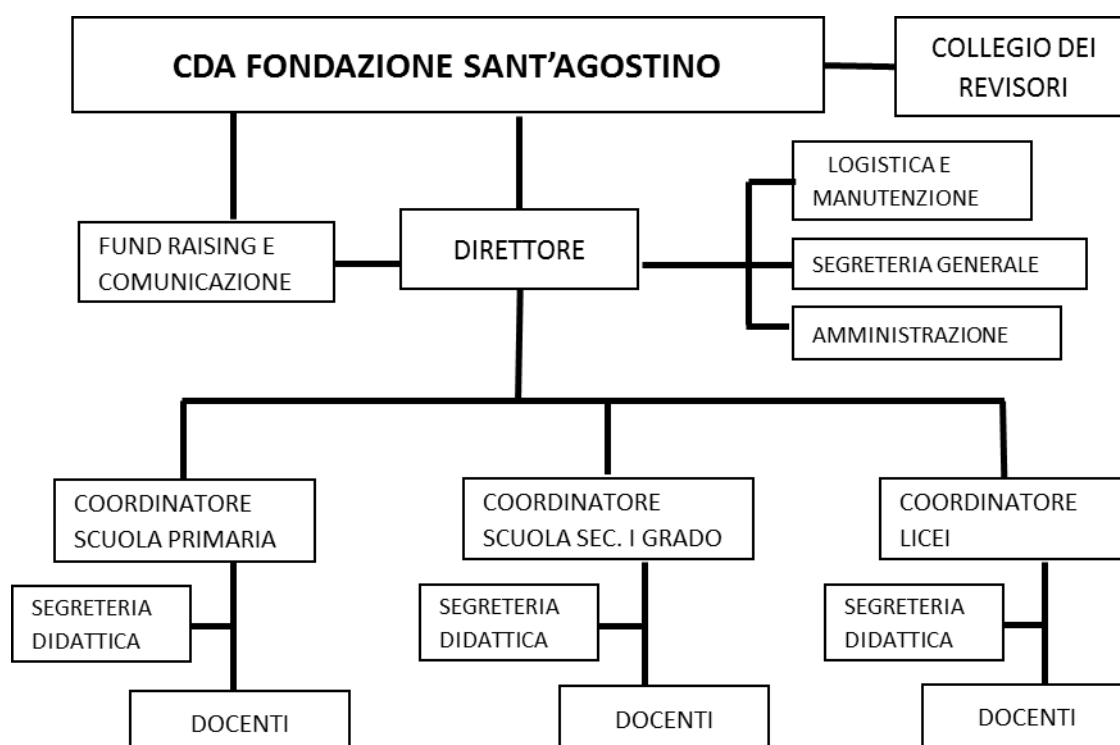 CDA FONDAZIONE SANT'AGOSTINO
COLLEGIO DEI
REVISORI
LOGISTICA E
MANUTENZIONE
FUND RAISING E
COMUNICAZIONE
DIRETTORE
SEGRETERIA GENERALE
AMMINISTRAZIONE
COORDINATORE
SCUOLA PRIMARIA
COORDINATORE
SCUOLA SEC. I GRADO
COORDINATORE
LICEI
SEGRETERIA
DIDATTICA
SEGRETERIA
DIDATTICA
SEGRETERIA
DIDATTICA
DOCENTI
DOCENTI
DOCENTI